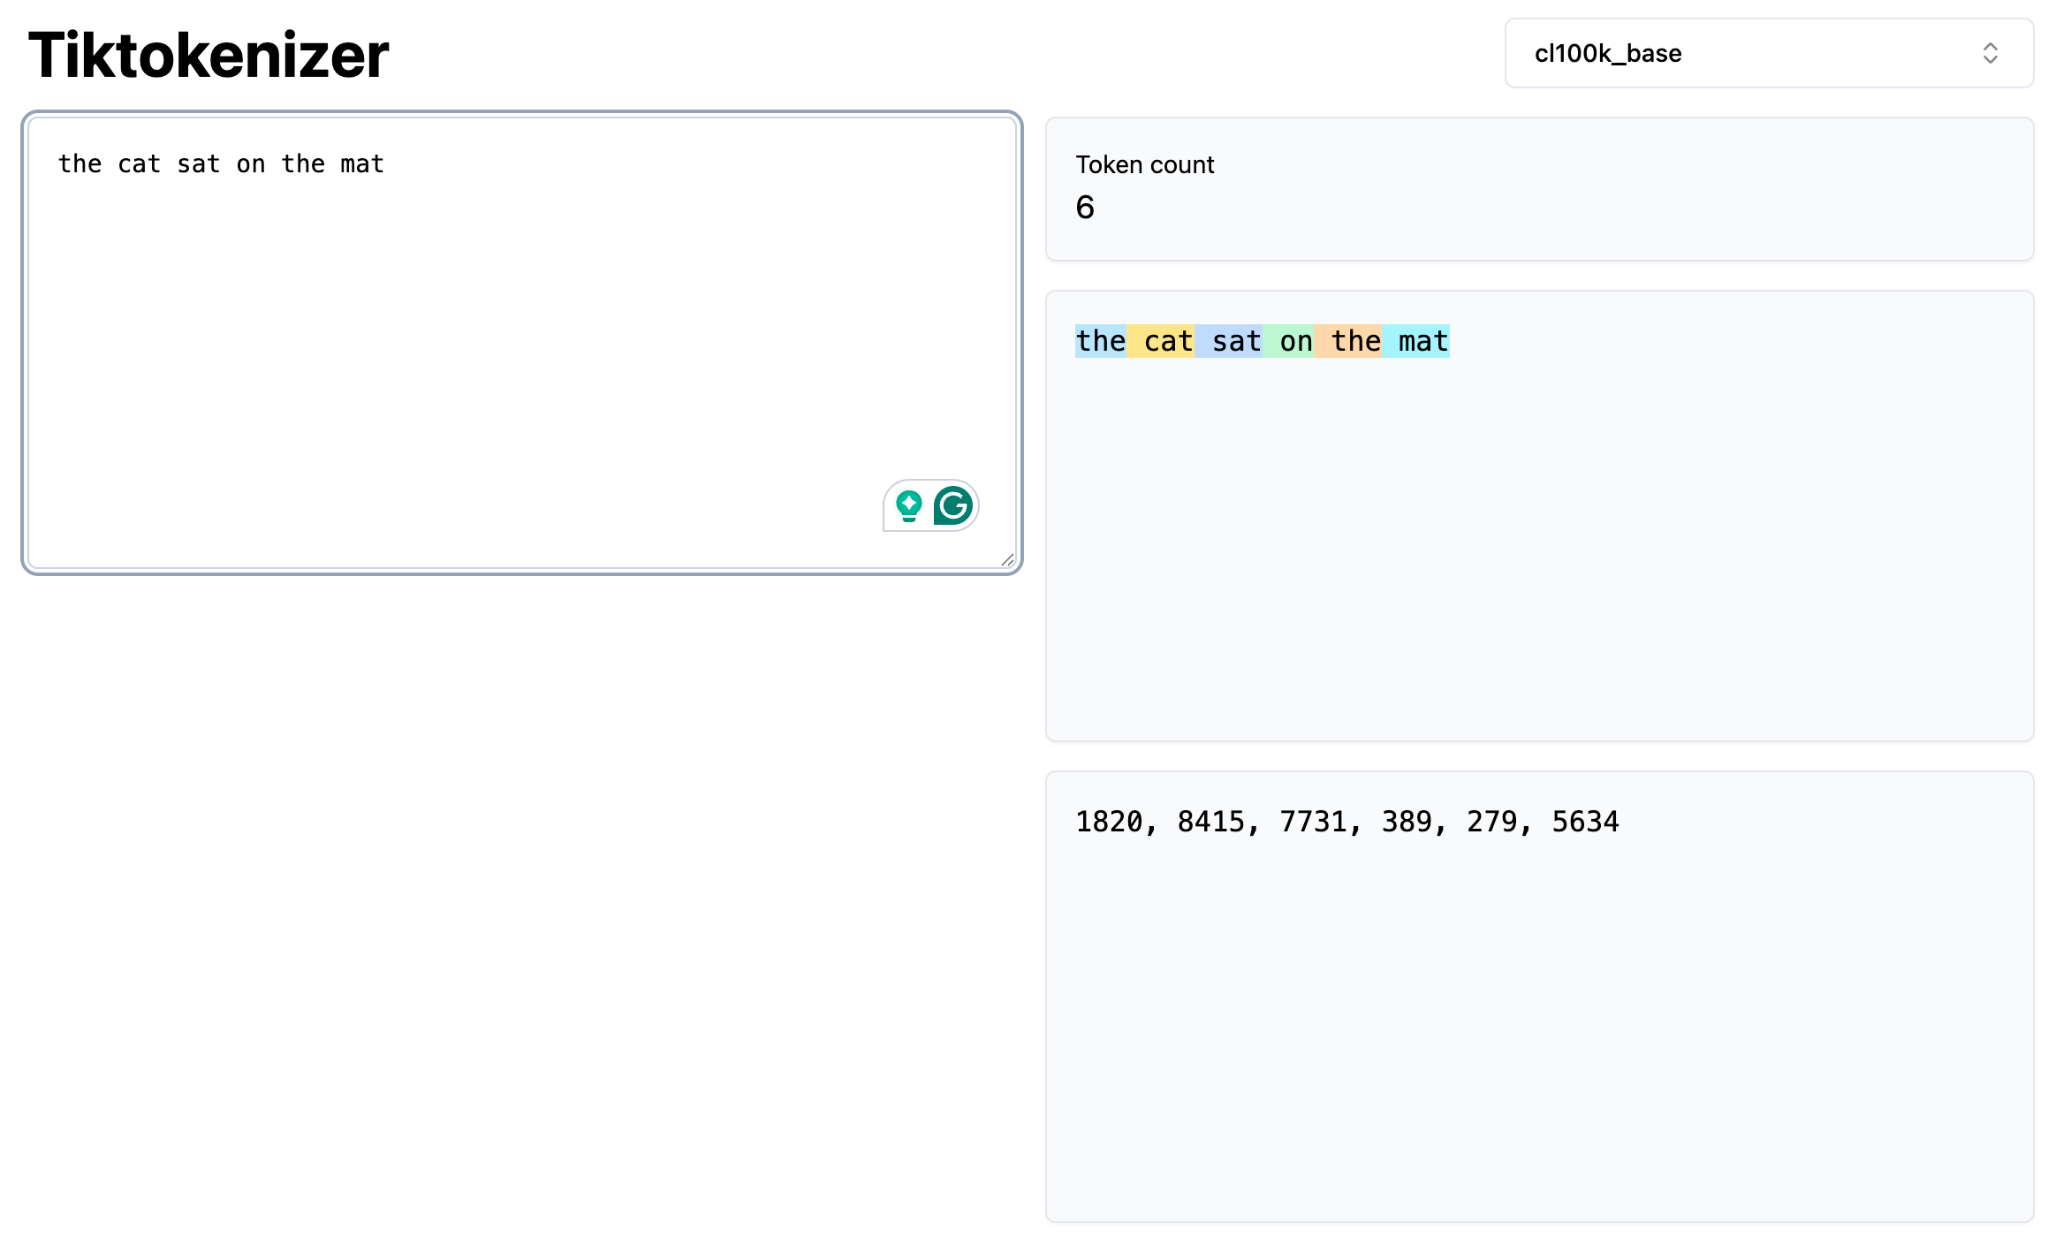 Tiktokenizer
cl100k_base
the cat sat on the mat
Token count
6
the cat sat on the mat
1820, 8415, 7731, 389, 279, 5634